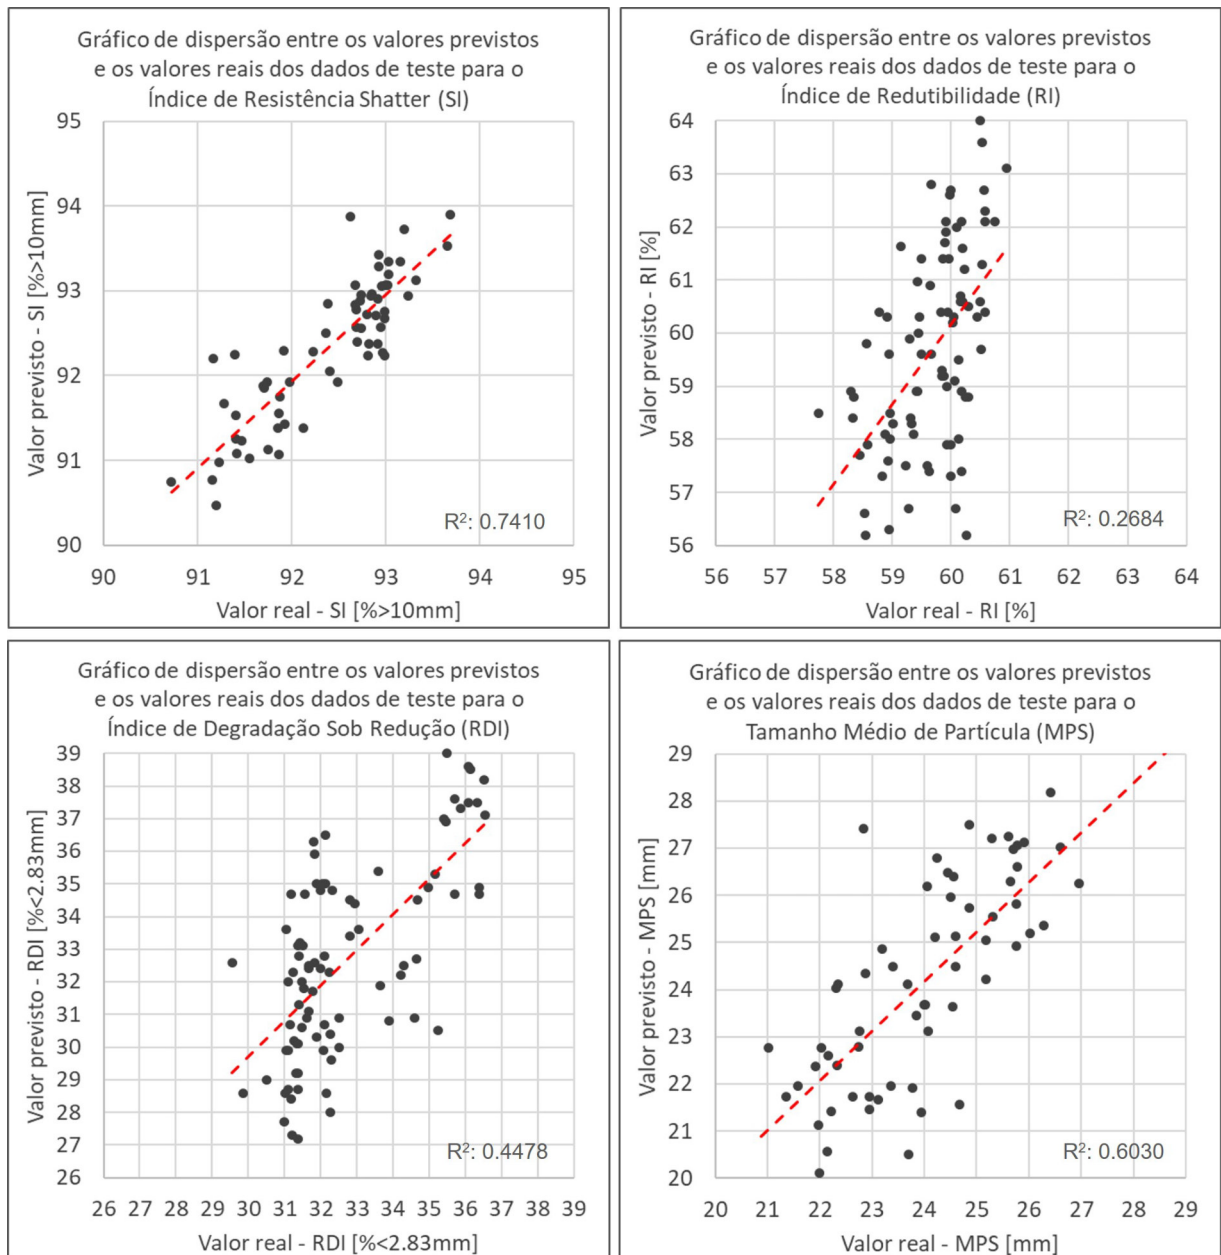 Gráfico de dispersão entre os valores previstos
e os valores reais dos dados de teste para o
Índice de Resistência Shatter (SI)
95
94
93
92
91
90
Valor previsto - SI [%>10mm]
R²: 0.7410
90 91 92 93 94 95
Valor real - SI [%>10mm]
Gráfico de dispersão entre os valores previstos
e os valores reais dos dados de teste para o
Índice de Redutibilidade (RI)
64
63
62
61
60
59
58
57
56
Valor previsto - RI [%]
R²: 0.2684
56 57 58 59 60 61 62 63 64
Valor real - RI [%]
Gráfico de dispersão entre os valores previstos
e os valores reais dos dados de teste para o
Índice de Degradação Sob Redução (RDI)
39
38
37
36
35
34
33
32
31
30
29
28
27
26
Valor previsto - RDI [%<2.83mm]
R²: 0.4478
26 27 28 29 30 31 32 33 34 35 36 37 38 39
Valor real - RDI [%<2.83mm]
Gráfico de dispersão entre os valores previstos
e os valores reais dos dados de teste para o
Tamanho Médio de Partícula (MPS)
29
28
27
26
25
24
23
22
21
20
Valor previsto - MPS [mm]
R²: 0.6030
20 21 22 23 24 25 26 27 28 29
Valor real - MPS [mm]